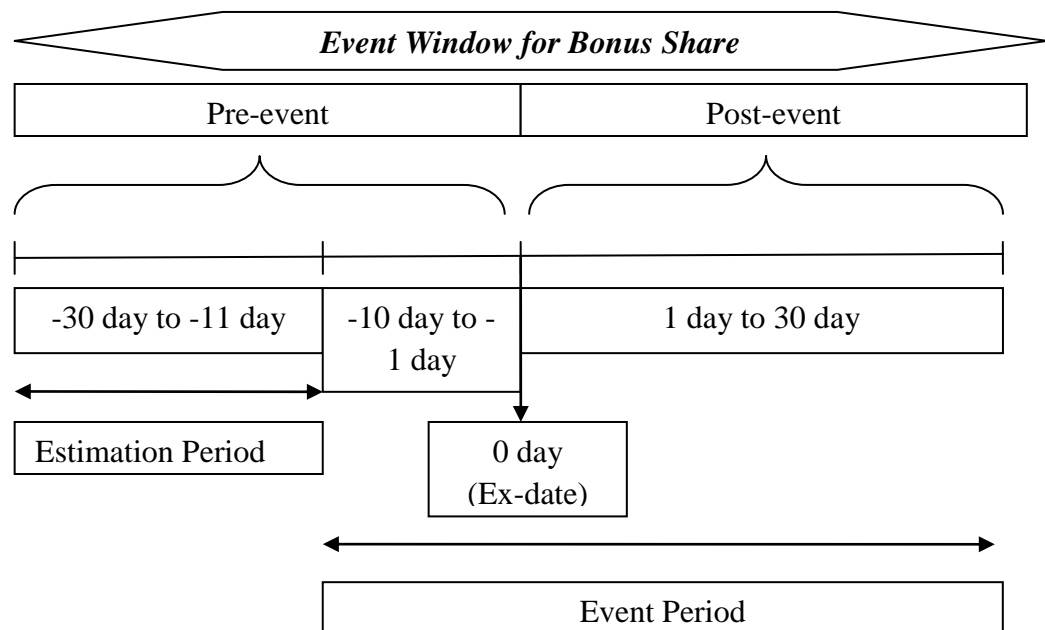 Event Window for Bonus Share
Pre-event
Post-event
-30 day to -11 day
-10 day to -
1 day
1 day to 30 day
Estimation Period
0 day
(Ex-date)
Event Period